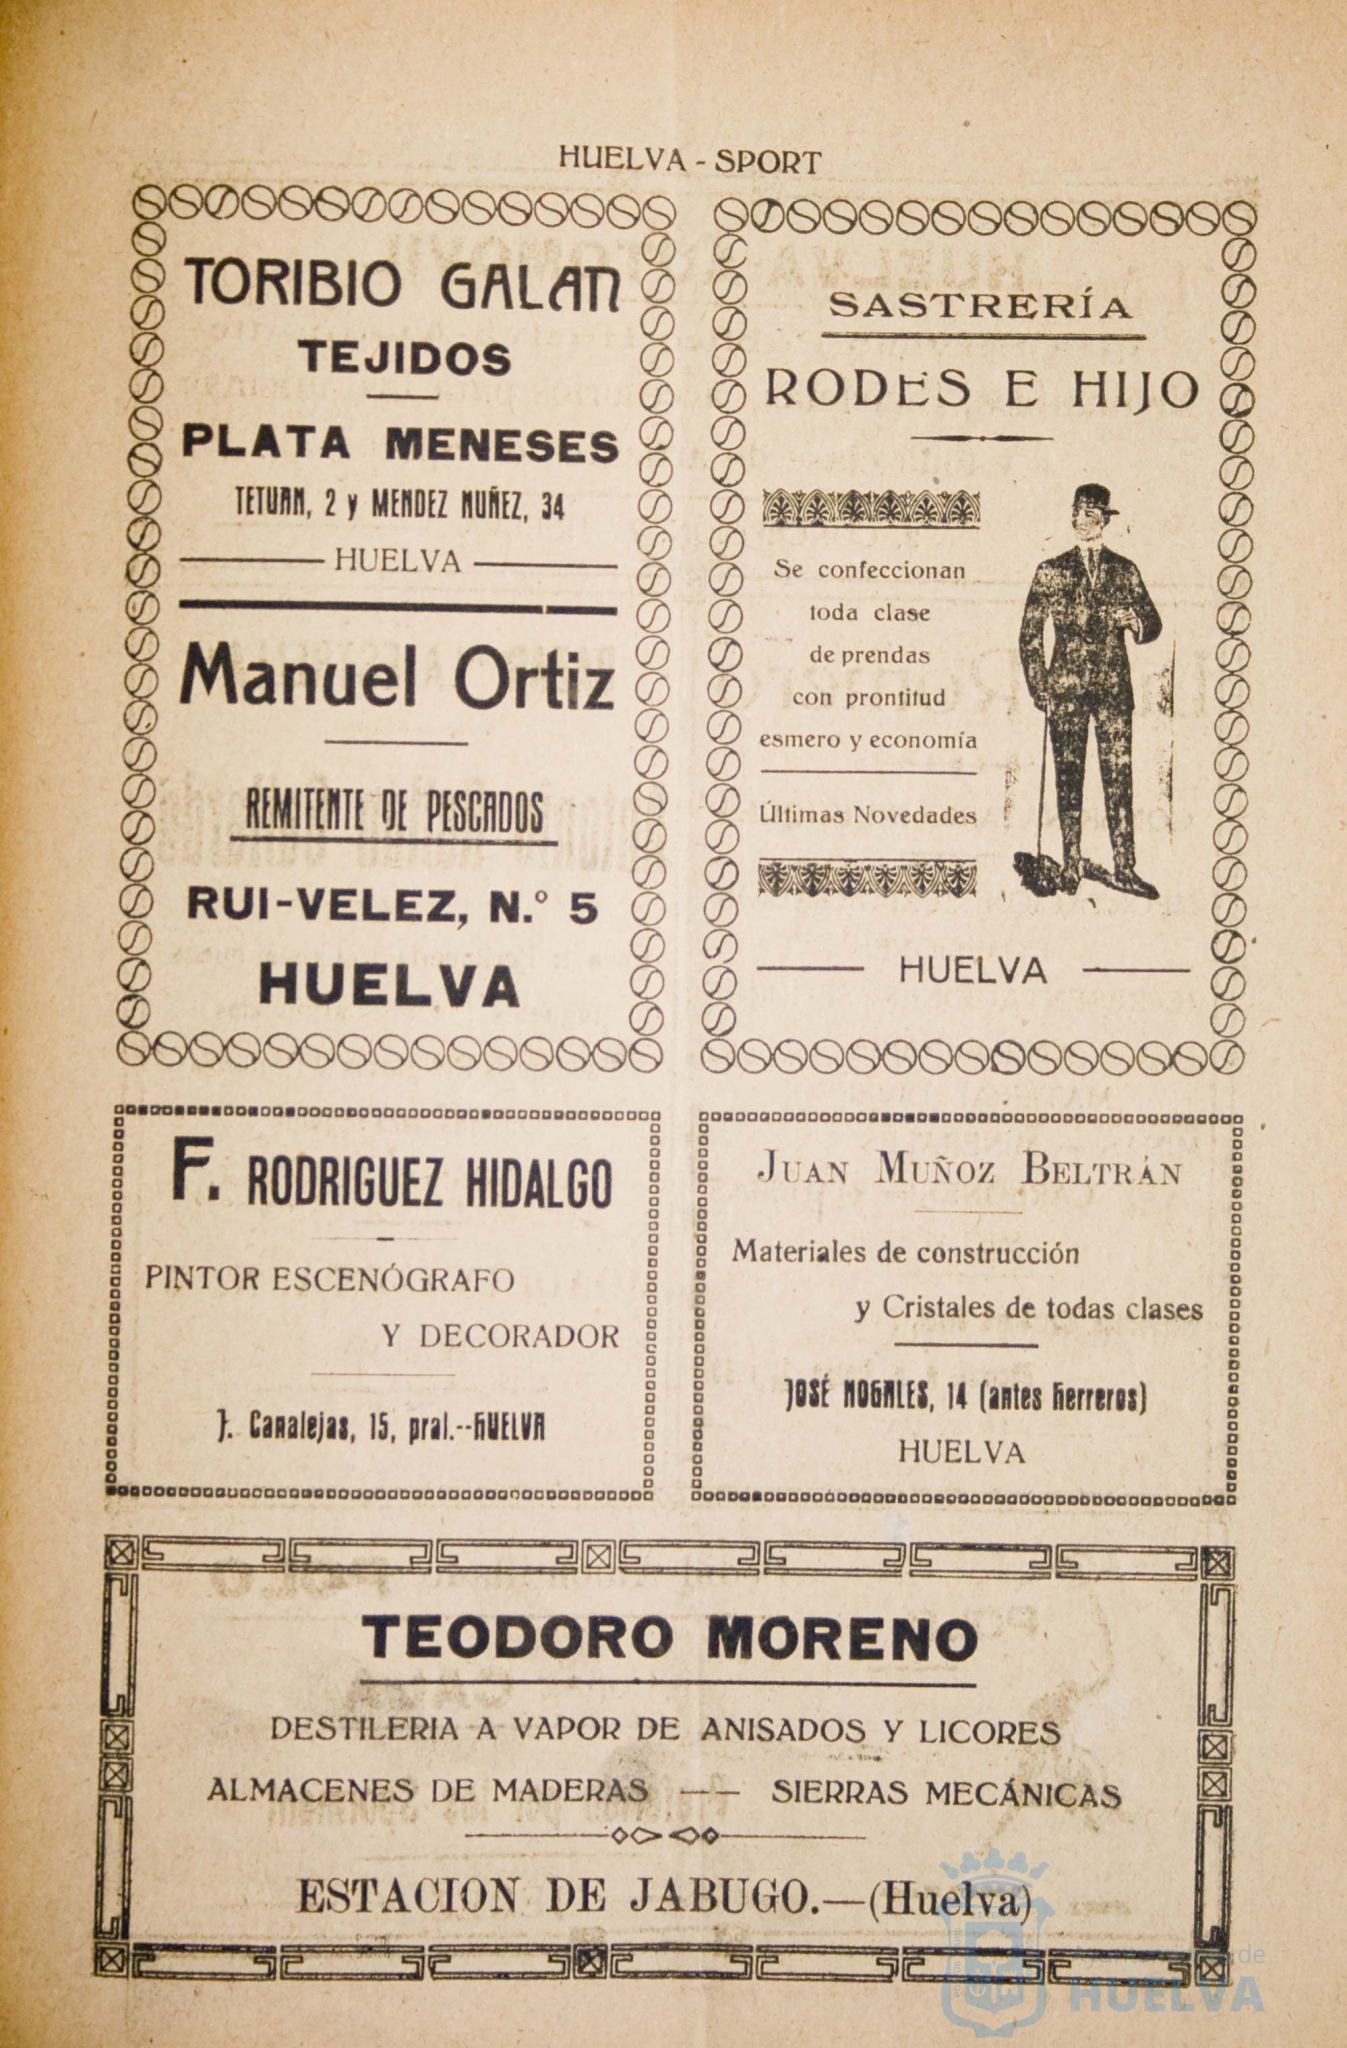 HUELVA - SPORT
TORIBIO GALAN
TEJIDOS
PLATA MENESES
TETUAN, 2 y MENDEZ NUÑEZ, 34
HUELVA
Manuel Ortiz
REMITENTE DE PESCADOS
RUI-VELEZ, N.º 5
HUELVA
SASTRERÍA
RODES E HIJO
Se confeccionan
toda clase
de prendas
con prontitud
esmero y economía
Últimas Novedades
HUELVA
F. RODRIGUEZ HIDALGO
PINTOR ESCENÓGRAFO
Y DECORADOR
J. Canalejas, 15, pral.--HUELVA
JUAN MUÑOZ BELTRÁN
Materiales de construcción
y Cristales de todas clases
JOSÉ NOGALES, 14 (antes Herreros)
HUELVA
TEODORO MORENO
DESTILERIA A VAPOR DE ANISADOS Y LICORES
ALMACENES DE MADERAS —— SIERRAS MECÁNICAS
ESTACION DE JABUGO.—(Huelva)
de
HUELVA